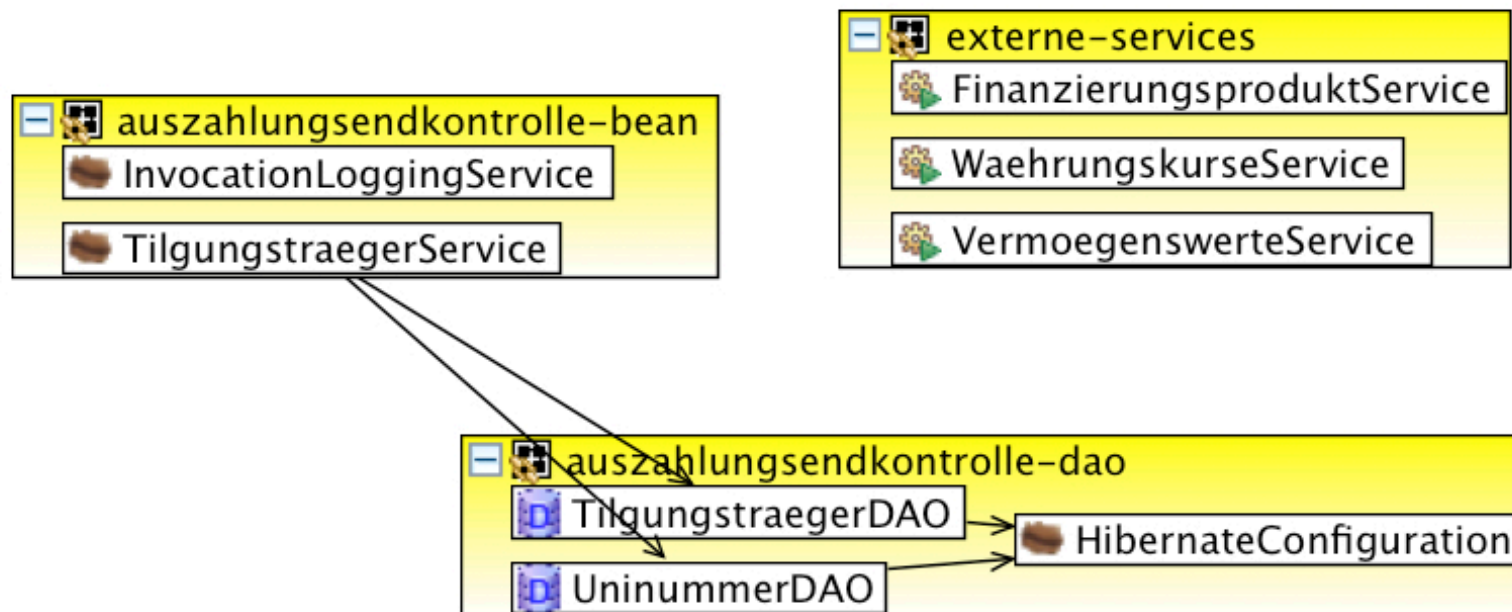 externe-services
FinanzierungsproduktService
WaehrungskurseService
VermoegenswerteService
auszahlungsendkontrolle-bean
InvocationLoggingService
TilgungstraegerService
auszahlungsendkontrolle-dao
D TilgungstraegerDAO
HibernateConfiguration
D UninummerDAO